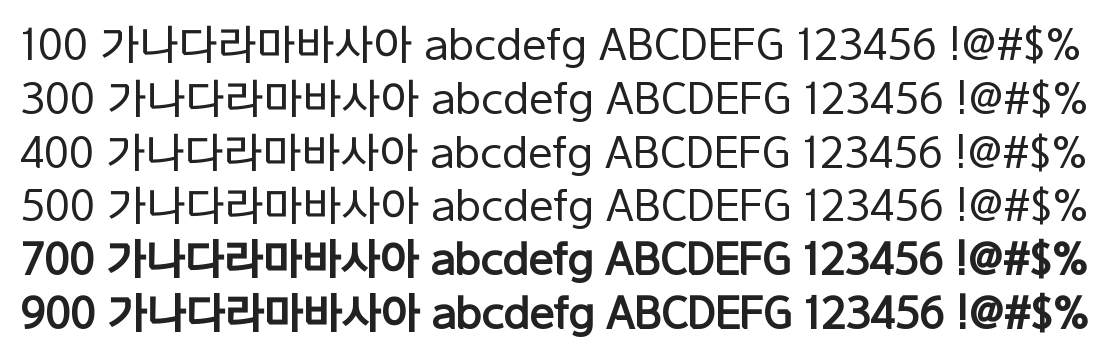 100 가나다라마바사아 abcdefg ABCDEFG 123456 !@#$%
300 가나다라마바사아 abcdefg ABCDEFG 123456 !@#$%
400 가나다라마바사아 abcdefg ABCDEFG 123456 !@#$%
500 가나다라마바사아 abcdefg ABCDEFG 123456 !@#$%
700 가나다라마바사아 abcdefg ABCDEFG 123456 !@#$%
900 가나다라마바사아 abcdefg ABCDEFG 123456 !@#$%